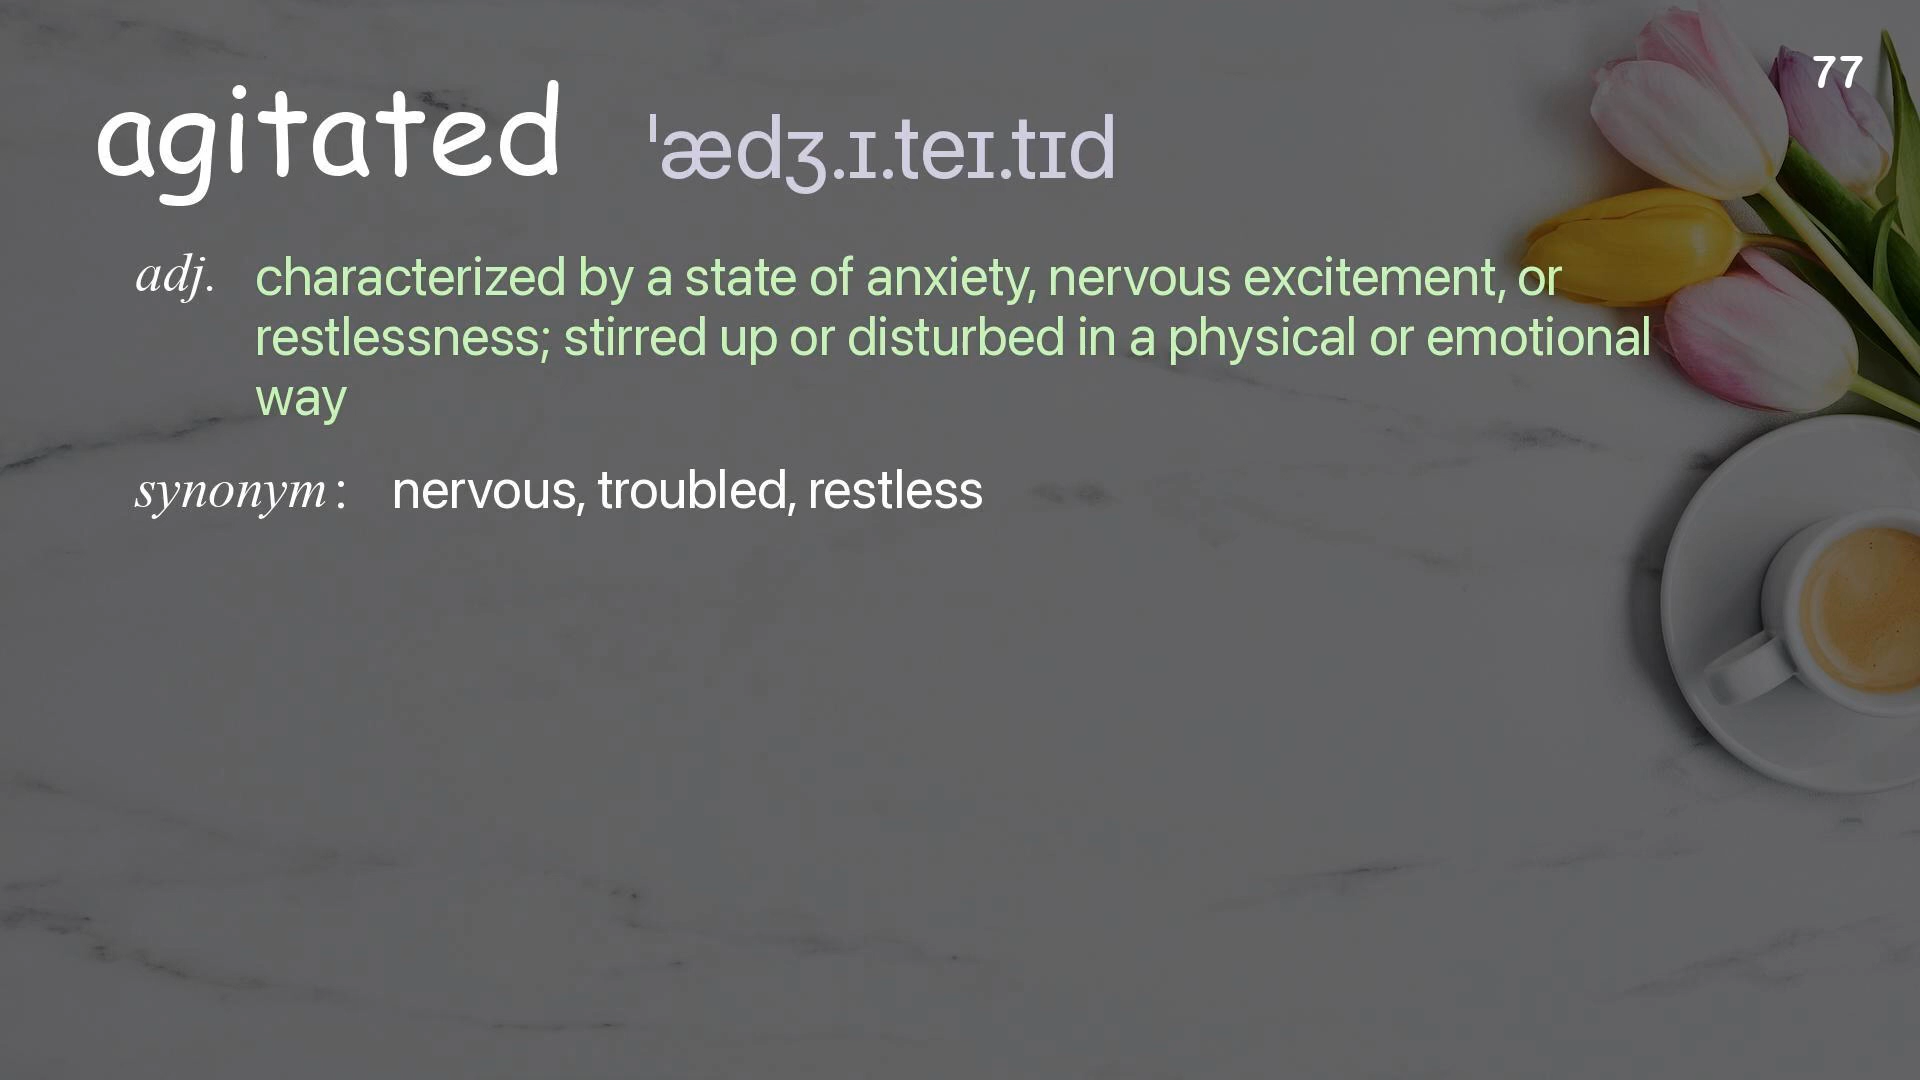 77
agitated ˈædʒ.ɪ.teɪ.tɪd
adj. characterized by a state of anxiety, nervous excitement, or
restlessness; stirred up or disturbed in a physical or emotional
way
synonym: nervous, troubled, restless